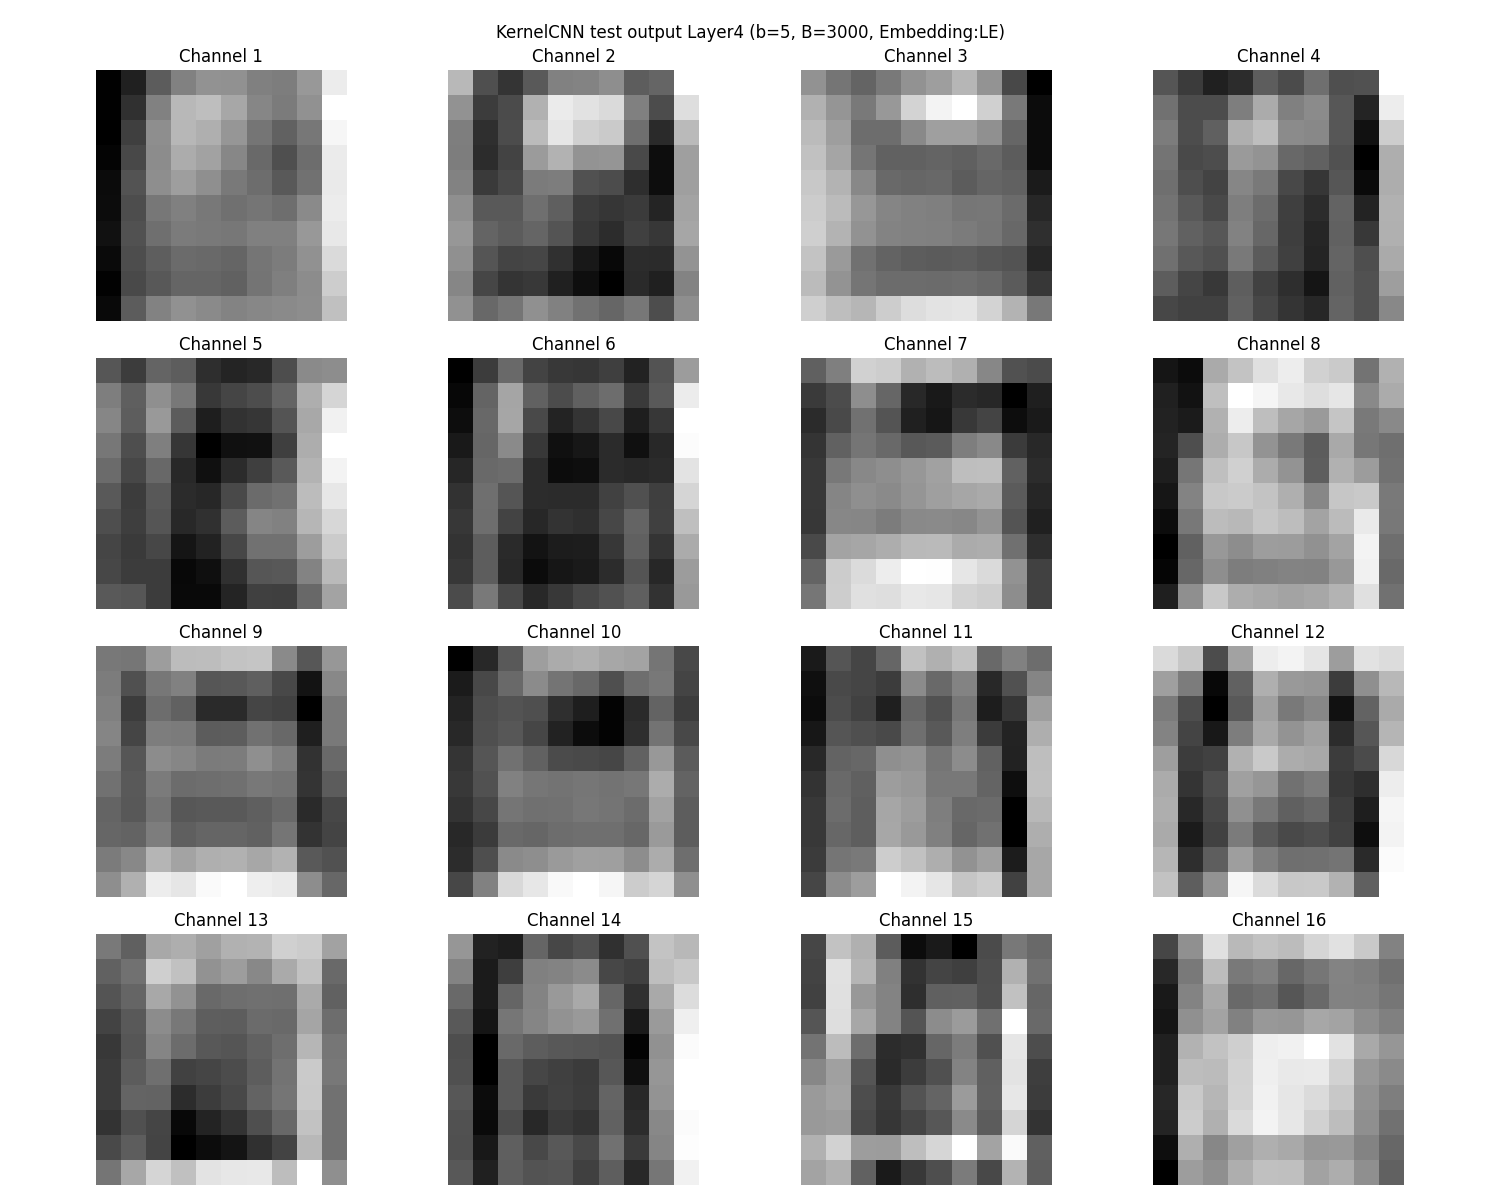 KernelCNN test output Layer4 (b=5, B=3000, Embedding:LE)
Channel 1 Channel 2 Channel 3 Channel 4
Channel 5 Channel 6 Channel 7 Channel 8
Channel 9 Channel 10 Channel 11 Channel 12
Channel 13 Channel 14 Channel 15 Channel 16